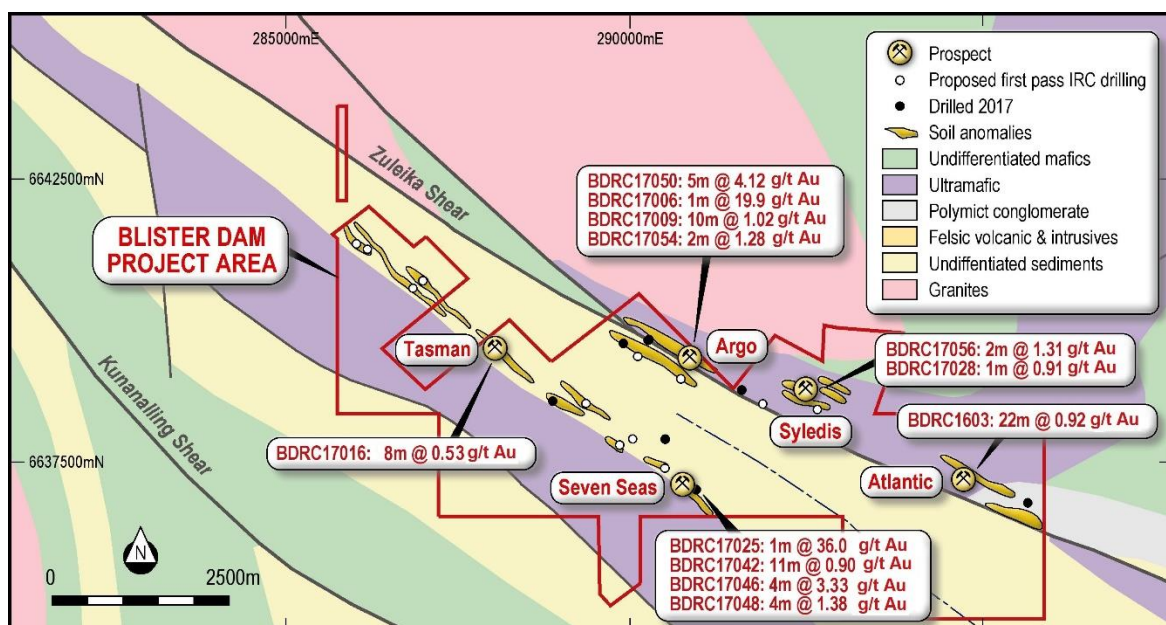 285000mE
290000mE
6642500mN
6637500mN
Zuleika Shear
Kunanalling Shear
BLISTER DAM
PROJECT AREA
Prospect
Proposed first pass IRC drilling
Drilled 2017
Soil anomalies
Undifferentiated mafics
Ultramafic
Polymict conglomerate
Felsic volcanic & intrusives
Undiffentiated sediments
Granites
BDRC17050: 5m @ 4.12 g/t Au
BDRC17006: 1m @ 19.9 g/t Au
BDRC17009: 10m @ 1.02 g/t Au
BDRC17054: 2m @ 1.28 g/t Au
Tasman
Argo
BDRC17056: 2m @ 1.31 g/t Au
BDRC17028: 1m @ 0.91 g/t Au
Syledis
BDRC1603: 22m @ 0.92 g/t Au
BDRC17016: 8m @ 0.53 g/t Au
Seven Seas
Atlantic
BDRC17025: 1m @ 36.0 g/t Au
BDRC17042: 11m @ 0.90 g/t Au
BDRC17046: 4m @ 3.33 g/t Au
BDRC17048: 4m @ 1.38 g/t Au
N
0 2500m